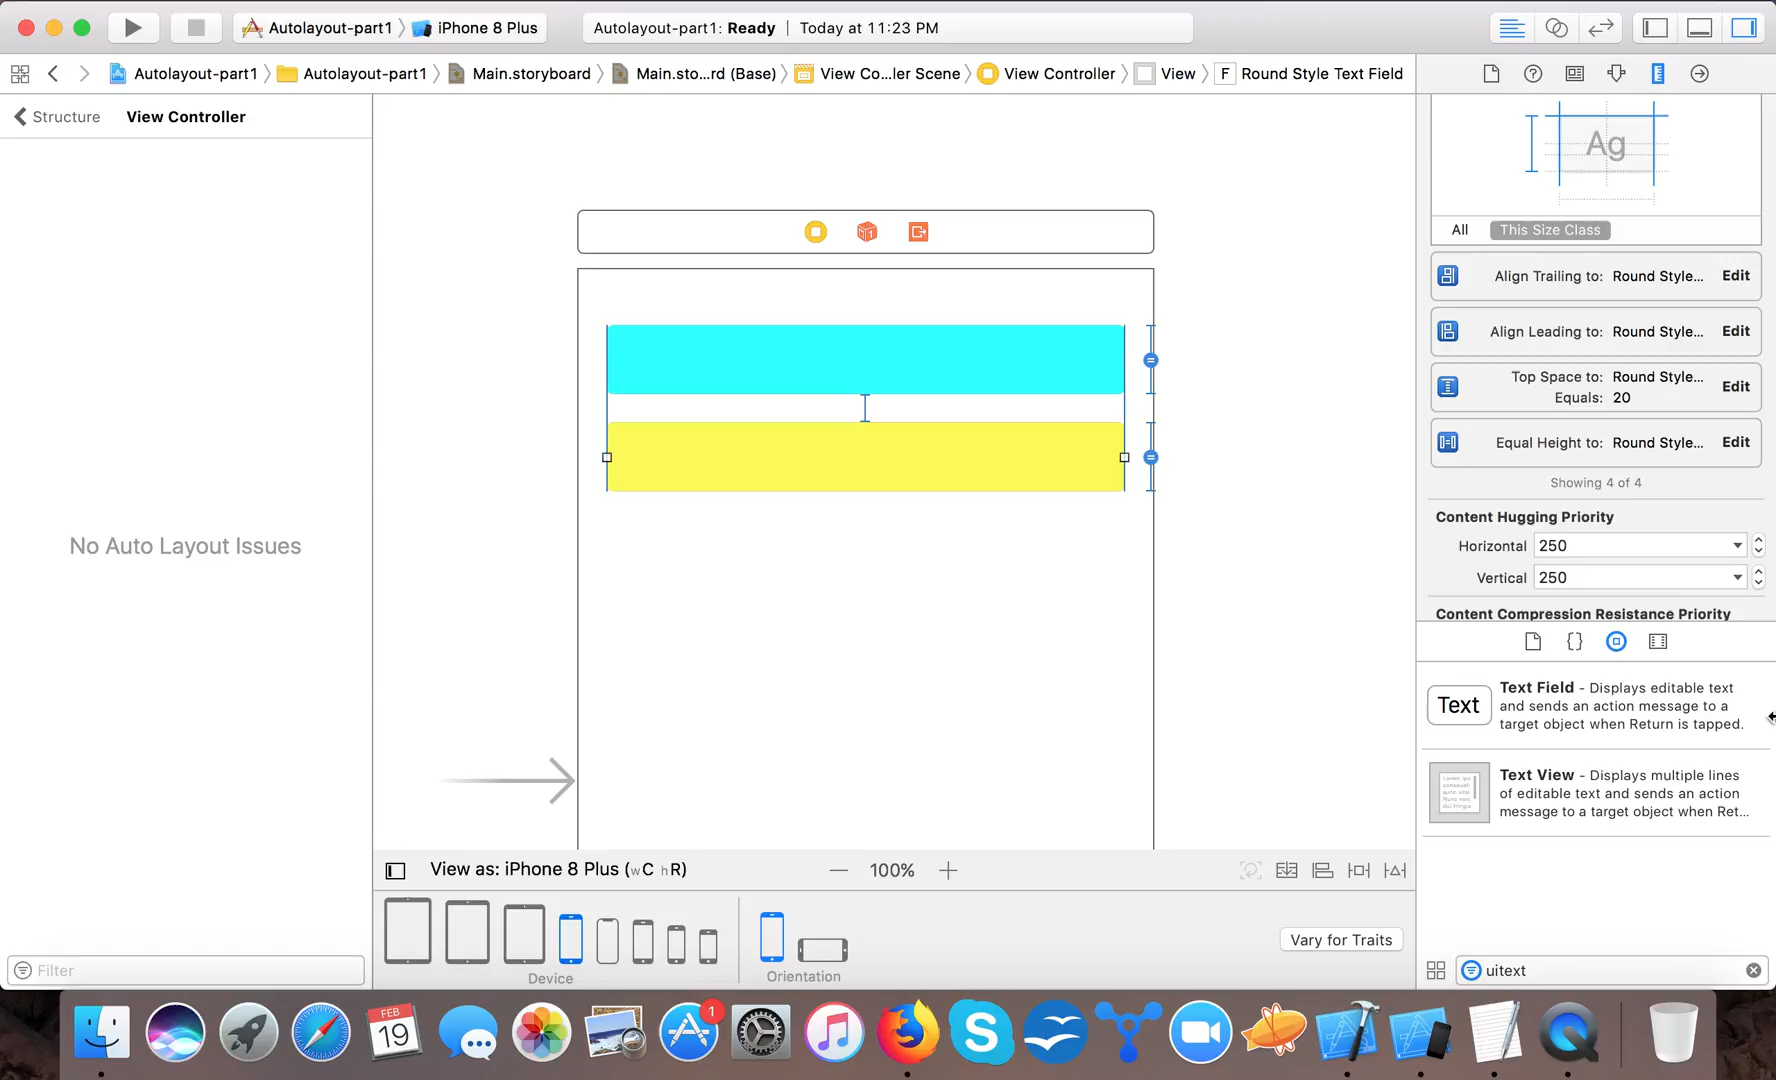 Autolayout-part1 iPhone 8 Plus
Autolayout-part1: Ready Today at 11:23 PM
Autolayout-part1 Autolayout-part1 Main.storyboard Main.sto...rd (Base) View Co...ler Scene View Controller View F Round Style Text Field
Structure View Controller
Ag
All This Size Class
Align Trailing to: Round Style... Edit
Align Leading to: Round Style... Edit
Top Space to: Round Style... Edit
Equals: 20
Equal Height to: Round Style... Edit
Showing 4 of 4
Content Hugging Priority
Horizontal 250
Vertical 250
Content Compression Resistance Priority
No Auto Layout Issues
Text
Text Field - Displays editable text
and sends an action message to a
target object when Return is tapped.
Text View - Displays multiple lines
of editable text and sends an action
message to a target object when Ret...
View as: iPhone 8 Plus (wC hR)
100%
Device
Orientation
Vary for Traits
Filter
uitext
FEB
19
1